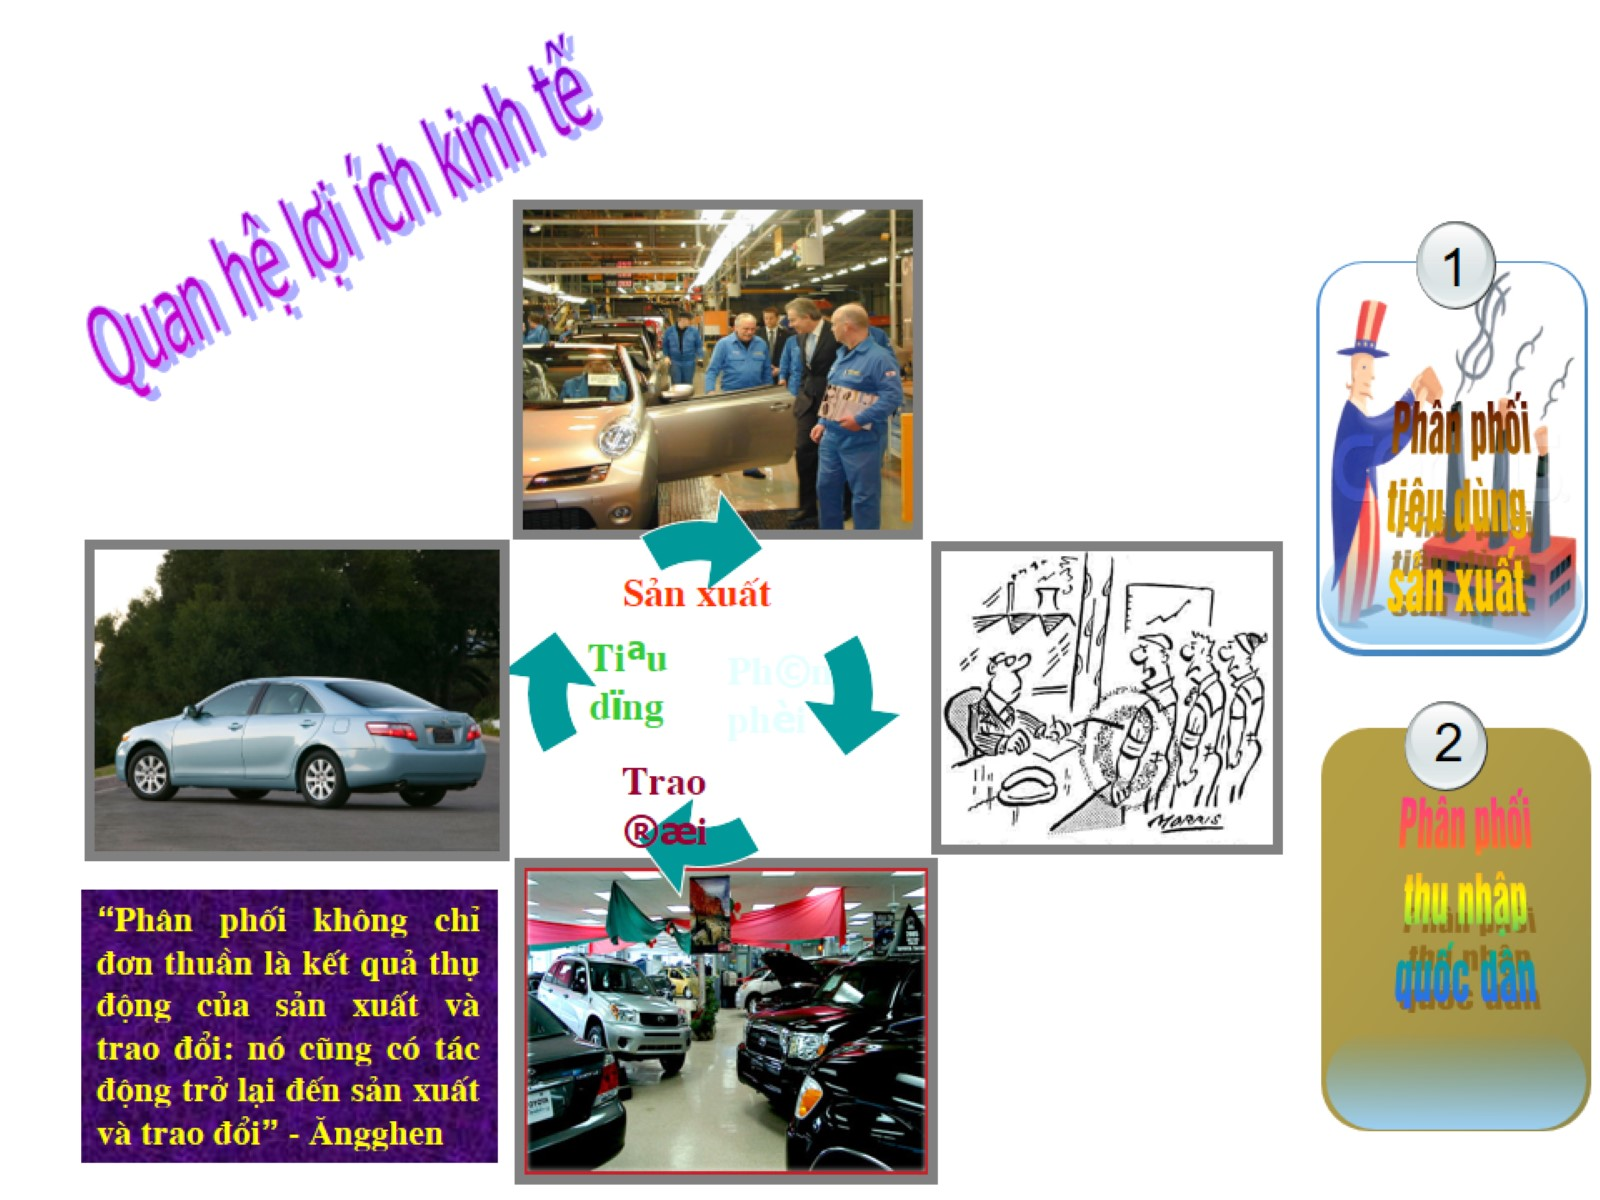 Quan hệ lợi ích kinh tế
1
Phân phối
tiêu dùng
sản xuất
Sản xuất
Tiªu
dïng
Ph©n
phèi
Trao
®æi
MORRIS
2
Phân phối
thu nhập
quốc dân
“Phân phối không chỉ
đơn thuần là kết quả thụ
động của sản xuất và
trao đổi: nó cũng có tác
động trở lại đến sản xuất
và trao đổi” - Ăngghen